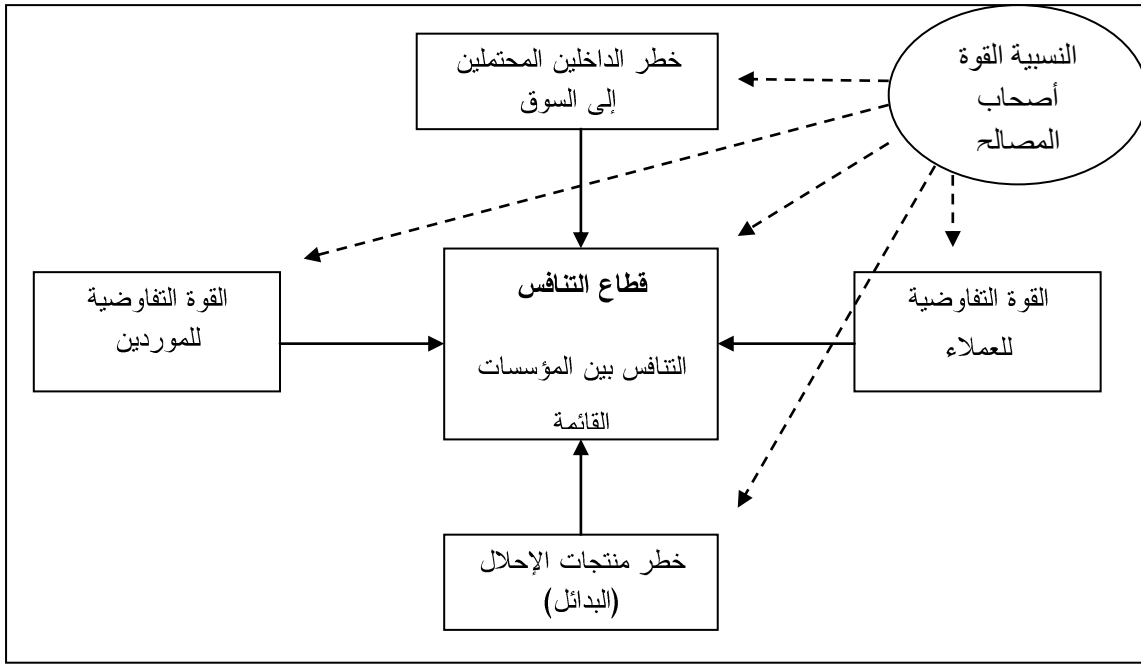 خطر الداخلين المحتملين
إلى السوق
النسبية القوة
أصحاب
المصالح
القوة التفاوضية
للعملاء
قطاع التنافس
التنافس بين المؤسسات
القائمة
القوة التفاوضية
للموردين
خطر منتجات الإحلال
(البدائل)